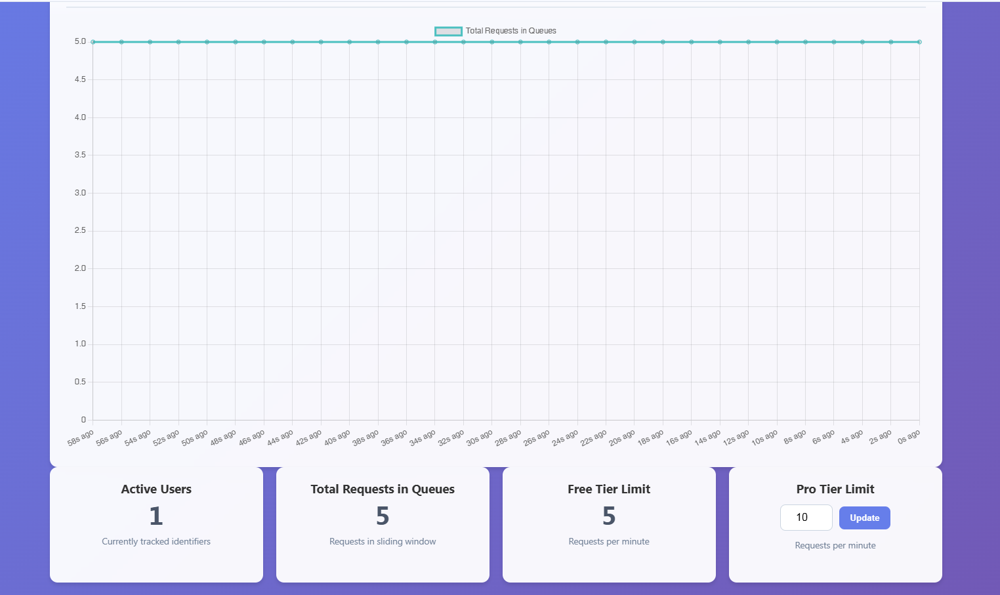 Total Requests in Queues
5.0
4.5
4.0
3.5
3.0
2.5
2.0
1.5
1.0
0.5
0
58s ago 56s ago 54s ago 52s ago 50s ago 48s ago 46s ago 44s ago 42s ago 40s ago 38s ago 36s ago 34s ago 32s ago 30s ago 28s ago 26s ago 24s ago 22s ago 20s ago 18s ago 16s ago 14s ago 12s ago 10s ago 8s ago 6s ago 4s ago 2s ago 0s ago
Active Users
1
Currently tracked identifiers
Total Requests in Queues
5
Requests in sliding window
Free Tier Limit
5
Requests per minute
Pro Tier Limit
10 Update
Requests per minute